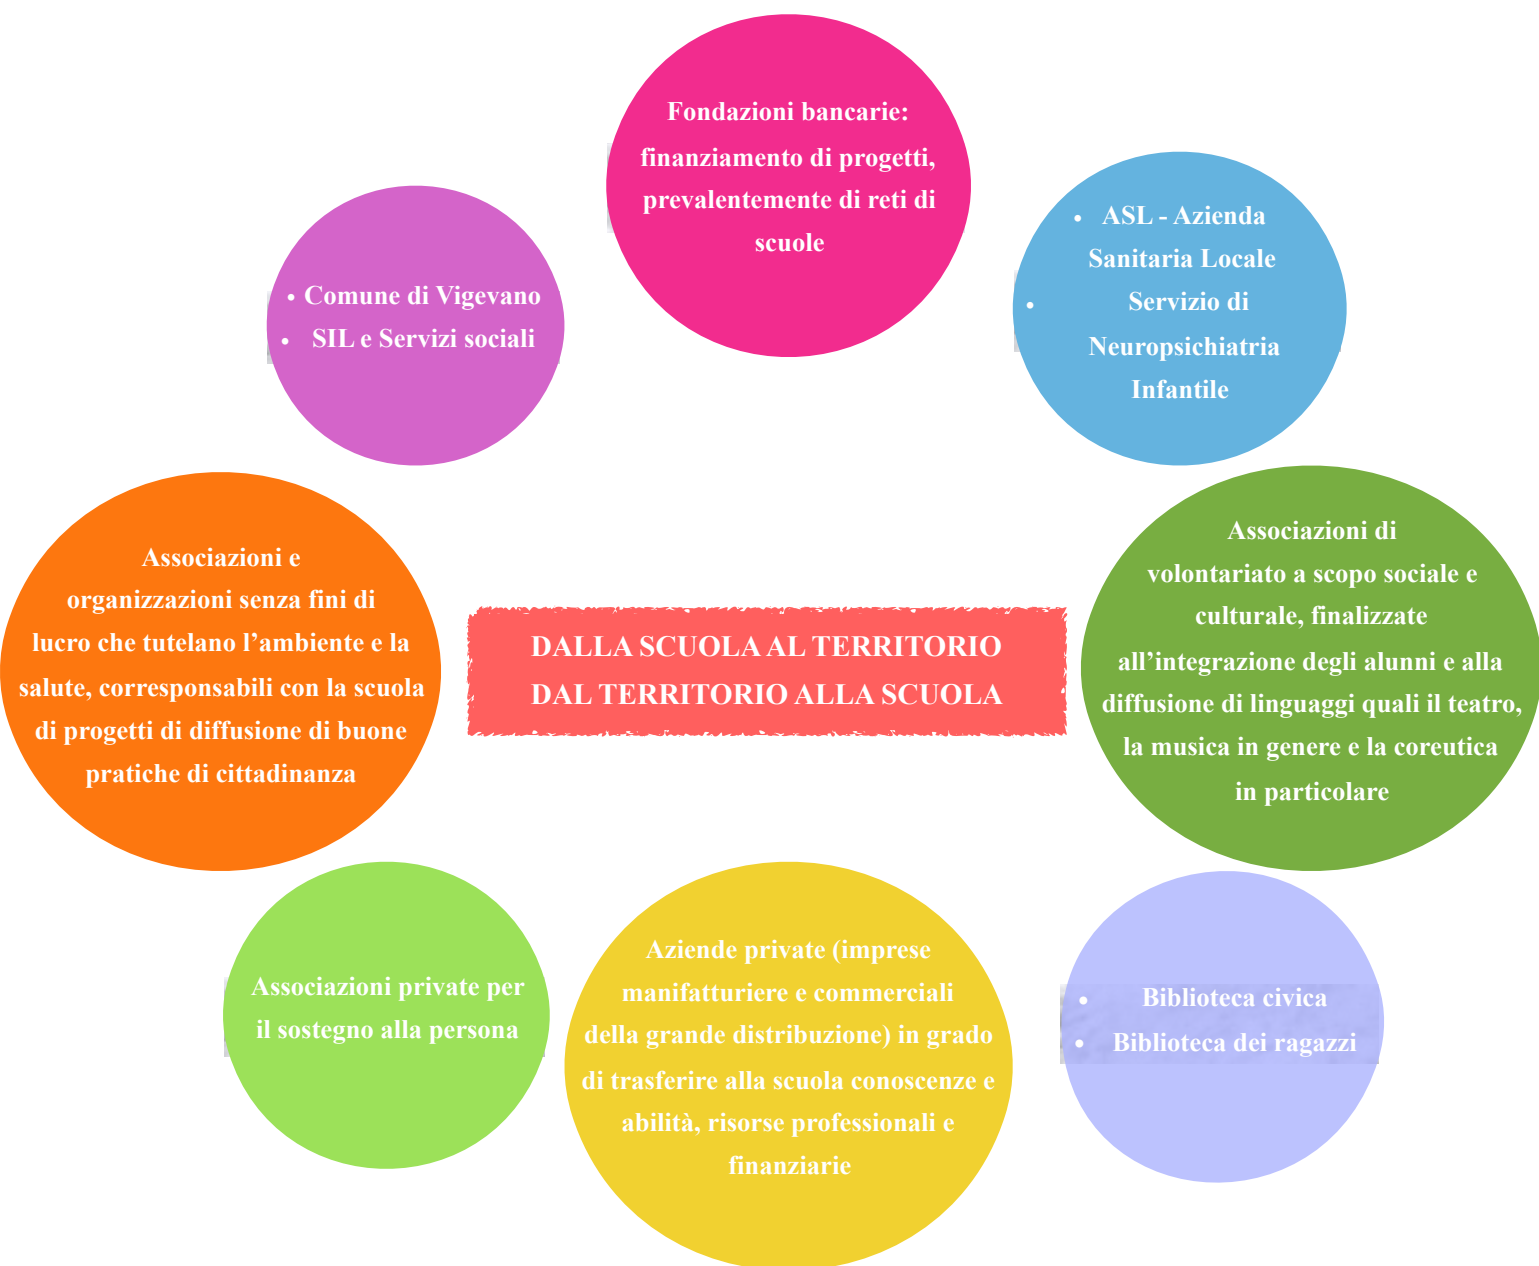 Fondazioni bancarie:
finanziamento di progetti,
prevalentemente di reti di
scuole
• Comune di Vigevano
• SIL e Servizi sociali
• ASL - Azienda
Sanitaria Locale
• Servizio di
Neuropsichiatria
Infantile
Associazioni e
organizzazioni senza fini di
lucro che tutelano l’ambiente e la
salute, corresponsabili con la scuola
di progetti di diffusione di buone
pratiche di cittadinanza
DALLA SCUOLA AL TERRITORIO
DAL TERRITORIO ALLA SCUOLA
Associazioni di
volontariato a scopo sociale e
culturale, finalizzate
all’integrazione degli alunni e alla
diffusione di linguaggi quali il teatro,
la musica in genere e la coreutica
in particolare
Associazioni private per
il sostegno alla persona
Aziende private (imprese
manifatturiere e commerciali
della grande distribuzione) in grado
di trasferire alla scuola conoscenze e
abilità, risorse professionali e
finanziarie
• Biblioteca civica
• Biblioteca dei ragazzi